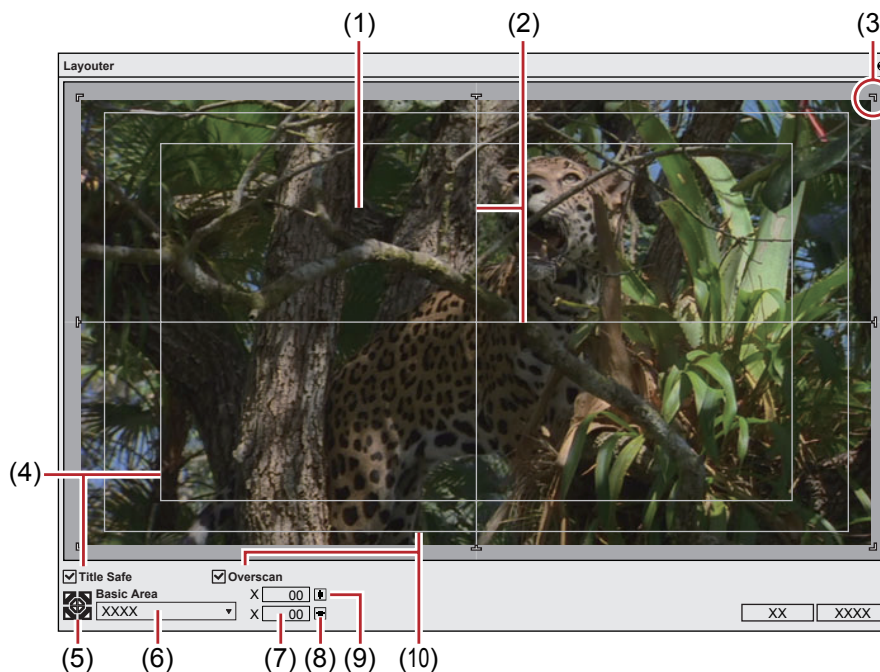 (1) (2) (3
Layouter
(4)
Title Safe Overscan
Basic Area
X 00
XXXX X 00
XX XXXX
(5) (6) (7) (8) (9) (10)